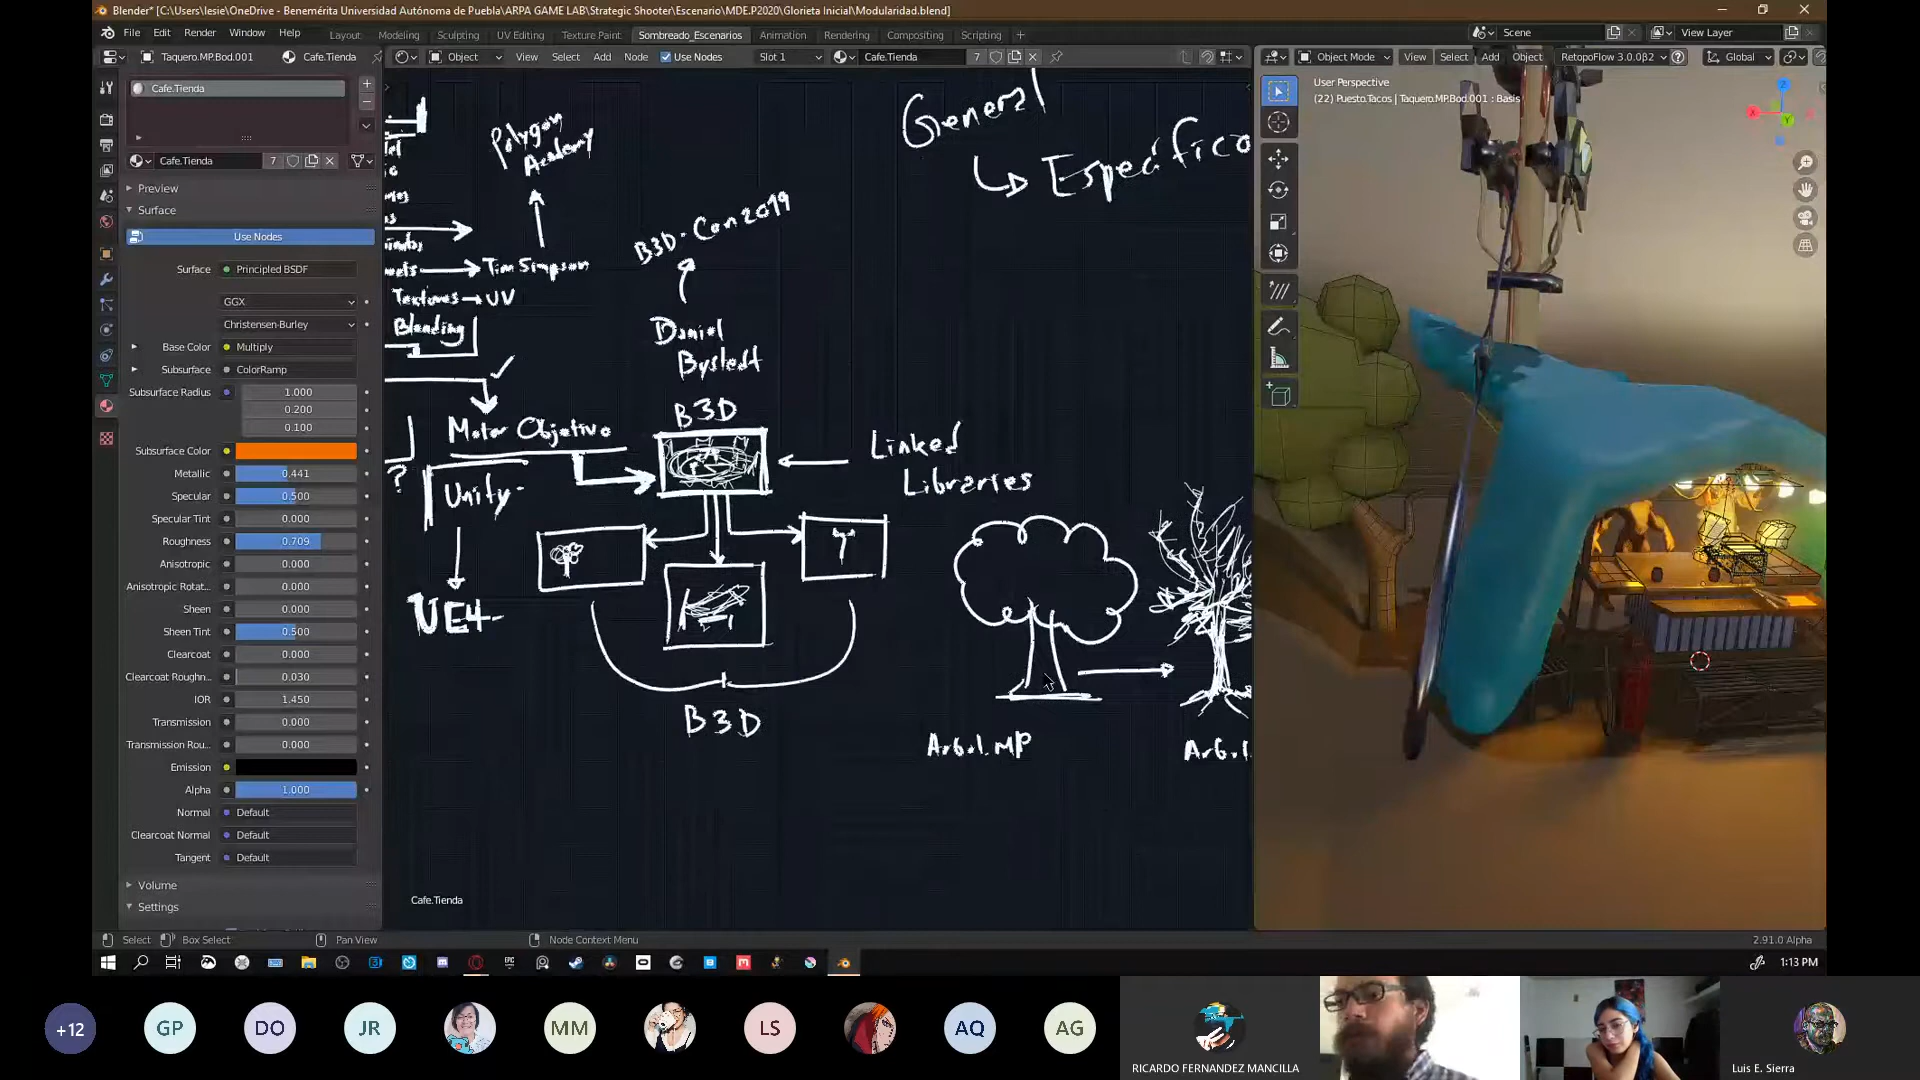 Blender* [C:\Users\lesie\OneDrive - Benemérita Universidad Autónoma de Puebla\ARPA GAME LAB\Strategic Shooter\Escenario\MDE.P2020\Glorieta Inicial\Modularidad.blend]
File Edit Render Window Help Layout Modeling Sculpting UV Editing Texture Paint Sombreado_Escenarios Animation Rendering Compositing Scripting + Scene View Layer
Taquero.MP.Bod.001 Cafe.Tienda Object View Select Add Node Use Nodes Slot 1 Cafe.Tienda 7 Object Mode View Select Add Object RetopoFlow 3.0.0β2 Global
Cafe.Tienda
Cafe.Tienda 7
Preview
Surface
Use Nodes
Surface Principled BSDF
GGX
Christensen-Burley
Base Color Multiply
Subsurface ColorRamp
Subsurface Radius 1.000
0.200
0.100
Subsurface Color
Metallic 0.441
Specular 0.500
Specular Tint 0.000
Roughness 0.709
Anisotropic 0.000
Anisotropic Rotat... 0.000
Sheen 0.000
Sheen Tint 0.500
Clearcoat 0.000
Clearcoat Roughn... 0.030
IOR 1.450
Transmission 0.000
Transmission Rou... 0.000
Emission
Alpha 1.000
Normal Default
Clearcoat Normal Default
Tangent Default
Volume
Settings
Polygon
Academy
Tim Simpson
Texturas → UV
Blending
Motor Objetivo
?
Unity
UE4
B3D-Con2019
Daniel
Bystedt
B3D
Linked
Libraries
B3D
General
Específico
Arbol.MP
Arbol.
Cafe.Tienda
User Perspective
(22) Puesto.Tacos | Taquero.MP.Bod.001 : Basis
Select Box Select Pan View Node Context Menu 2.91.0 Alpha
1:13 PM
+12 GP DO JR MM LS AQ AG
RICARDO FERNANDEZ MANCILLA
Luis E. Sierra